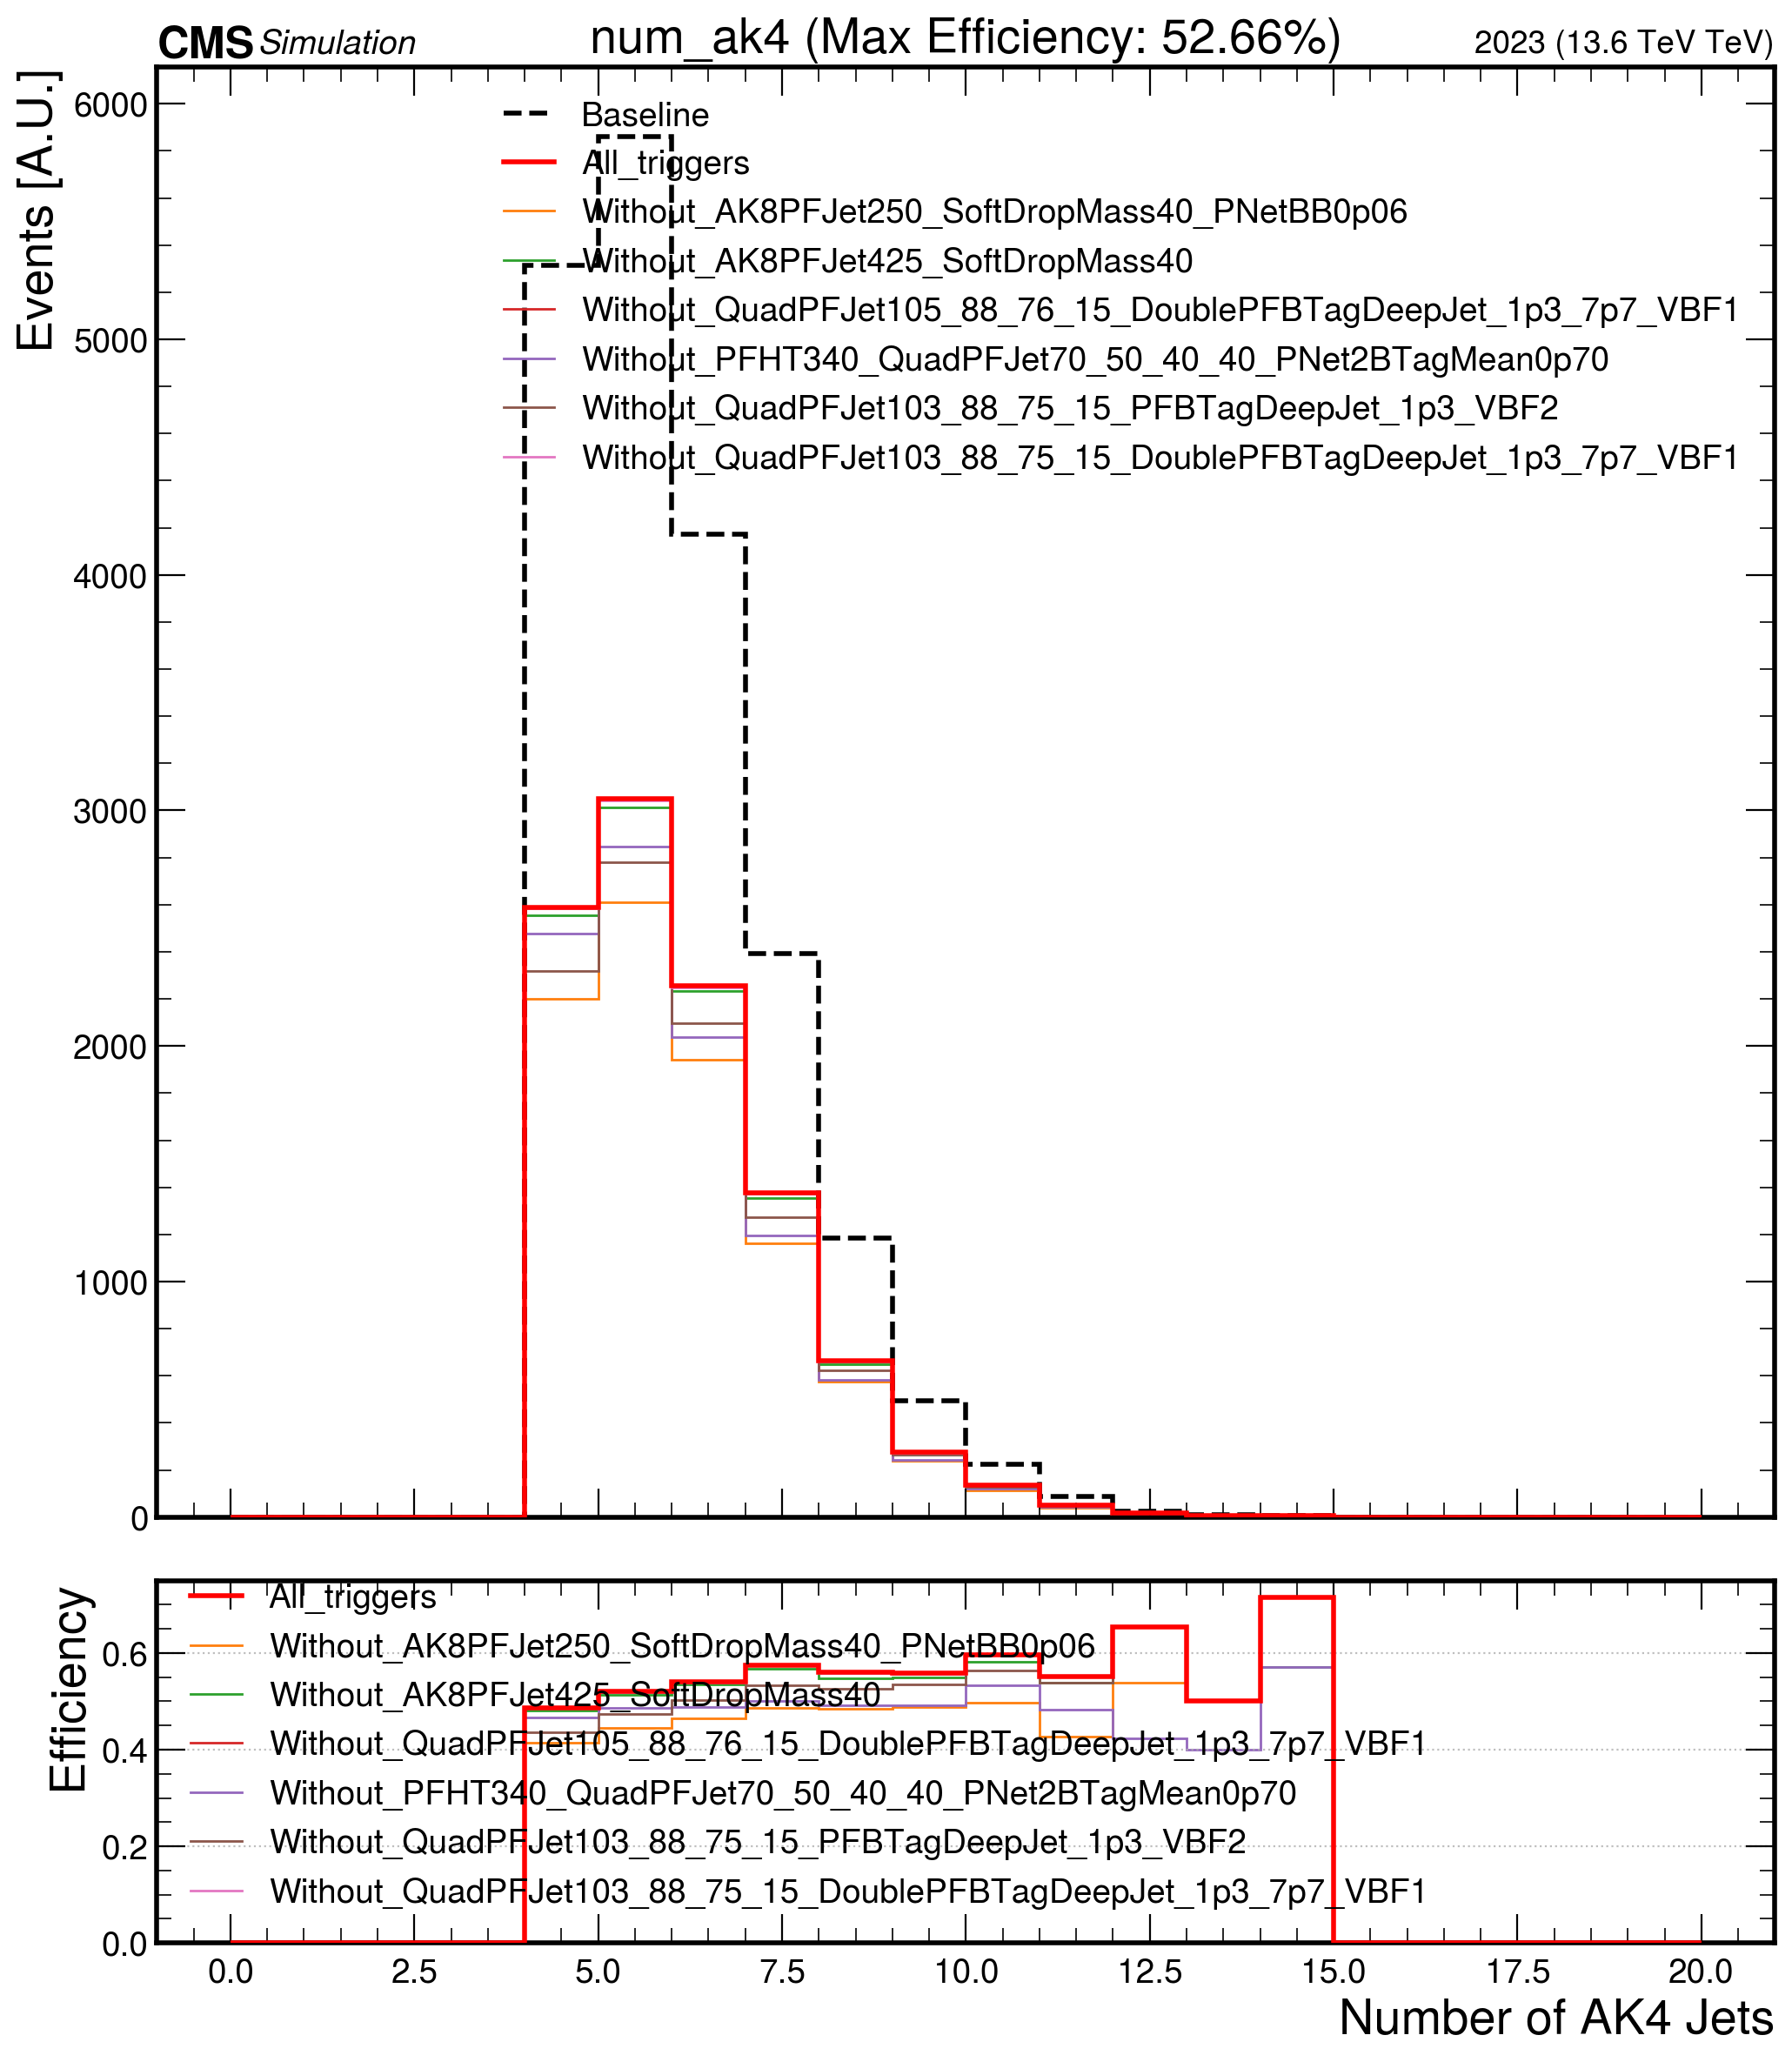 CMS Simulation num_ak4 (Max Efficiency: 52.66%) 2023 (13.6 TeV TeV)
Events [A.U.]
6000
5000
4000
3000
2000
1000
0
Baseline
All_triggers
Without_AK8PFJet250_SoftDropMass40_PNetBB0p06
Without_AK8PFJet425_SoftDropMass40
Without_QuadPFJet105_88_76_15_DoublePFBTagDeepJet_1p3_7p7_VBF1
Without_PFHT340_QuadPFJet70_50_40_40_PNet2BTagMean0p70
Without_QuadPFJet103_88_75_15_PFBTagDeepJet_1p3_VBF2
Without_QuadPFJet103_88_75_15_DoublePFBTagDeepJet_1p3_7p7_VBF1
Efficiency
0.6
0.4
0.2
0.0
All_triggers
Without_AK8PFJet250_SoftDropMass40_PNetBB0p06
Without_AK8PFJet425_SoftDropMass40
Without_QuadPFJet105_88_76_15_DoublePFBTagDeepJet_1p3_7p7_VBF1
Without_PFHT340_QuadPFJet70_50_40_40_PNet2BTagMean0p70
Without_QuadPFJet103_88_75_15_PFBTagDeepJet_1p3_VBF2
Without_QuadPFJet103_88_75_15_DoublePFBTagDeepJet_1p3_7p7_VBF1
0.0 2.5 5.0 7.5 10.0 12.5 15.0 17.5 20.0
Number of AK4 Jets